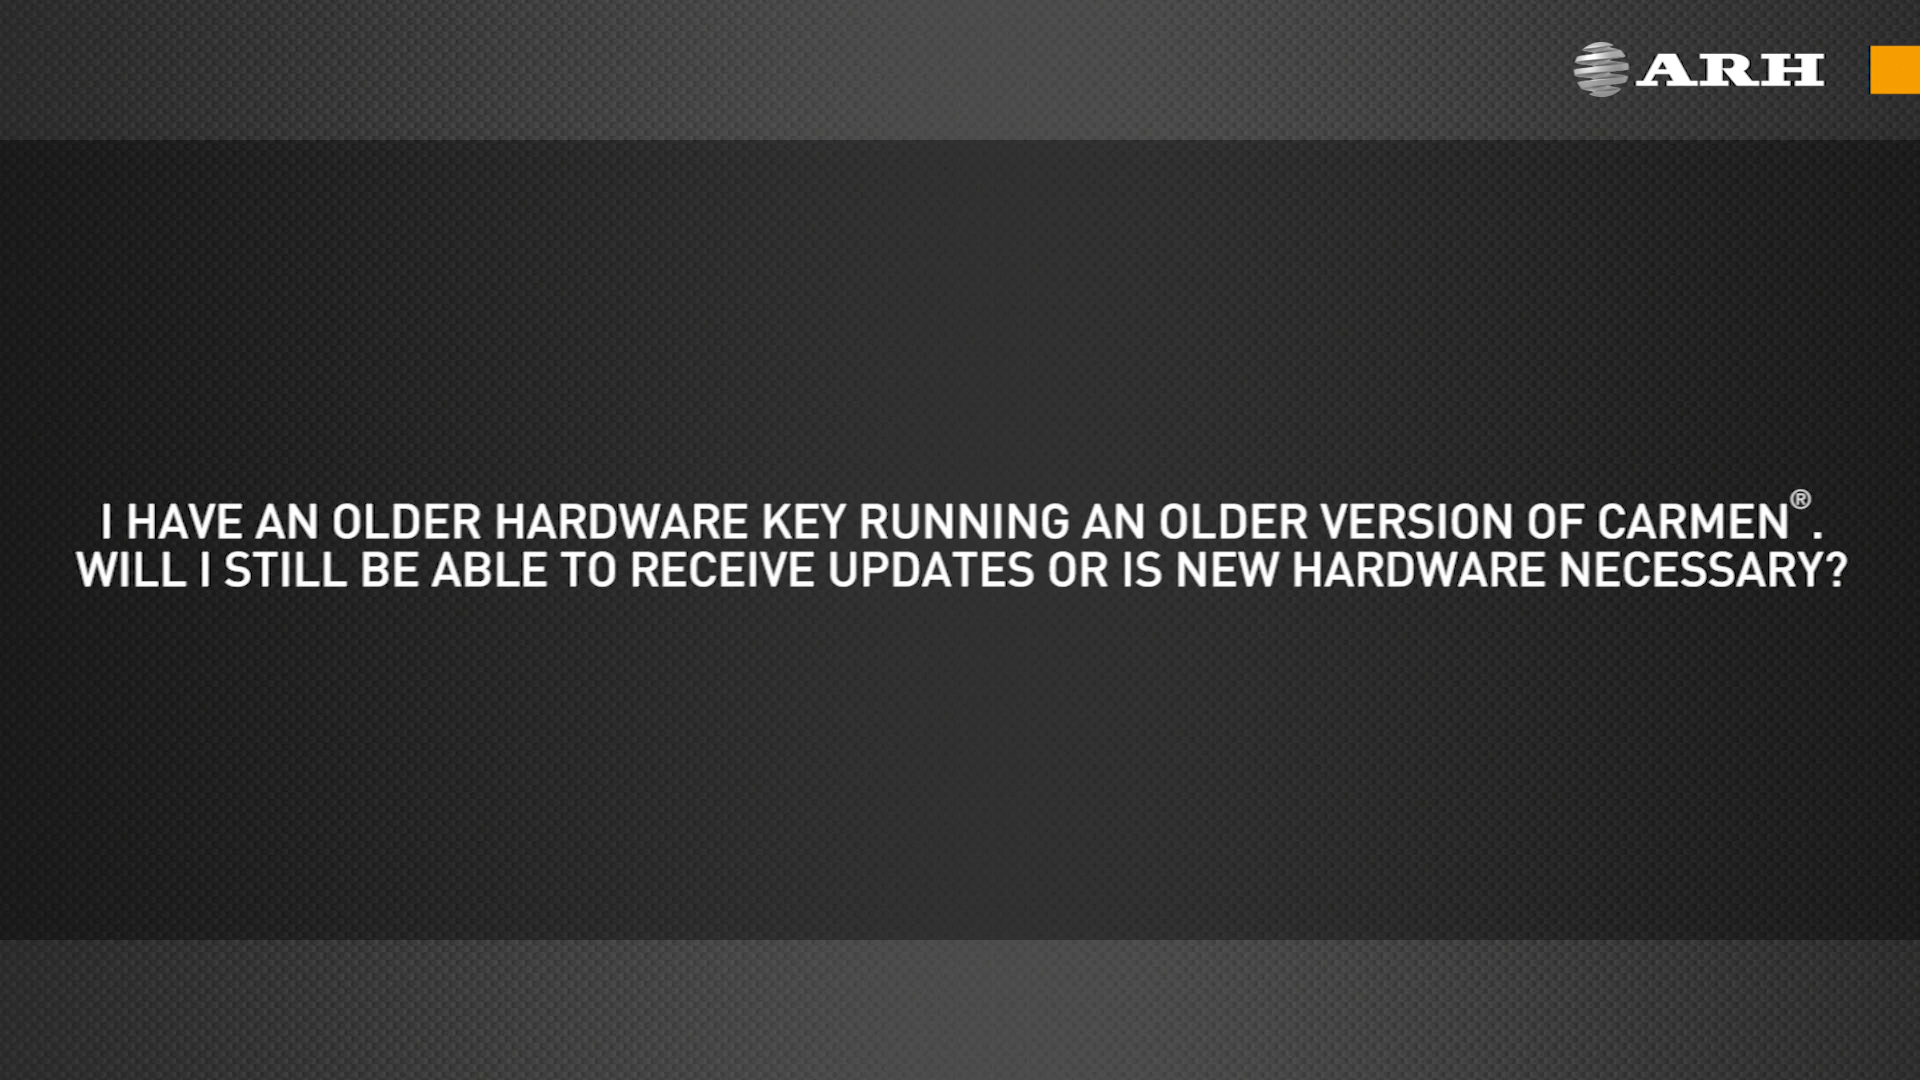 ARH
I HAVE AN OLDER HARDWARE KEY RUNNING AN OLDER VERSION OF CARMEN®.
WILL I STILL BE ABLE TO RECEIVE UPDATES OR IS NEW HARDWARE NECESSARY?